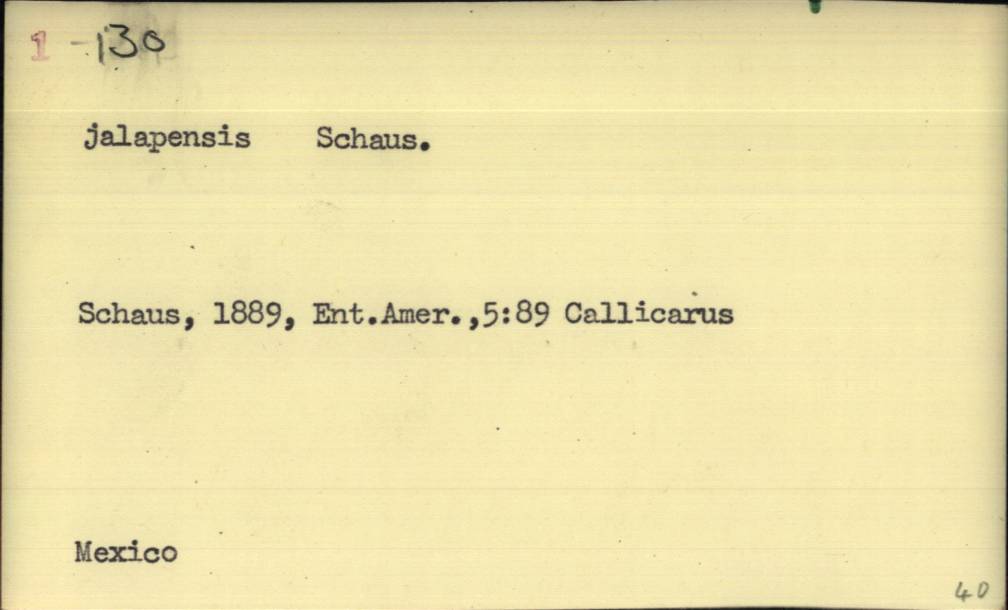 1 -130
jalapensis Schaus.
Schaus, 1889, Ent.Amer.,5:89 Callicarus
Mexico
40